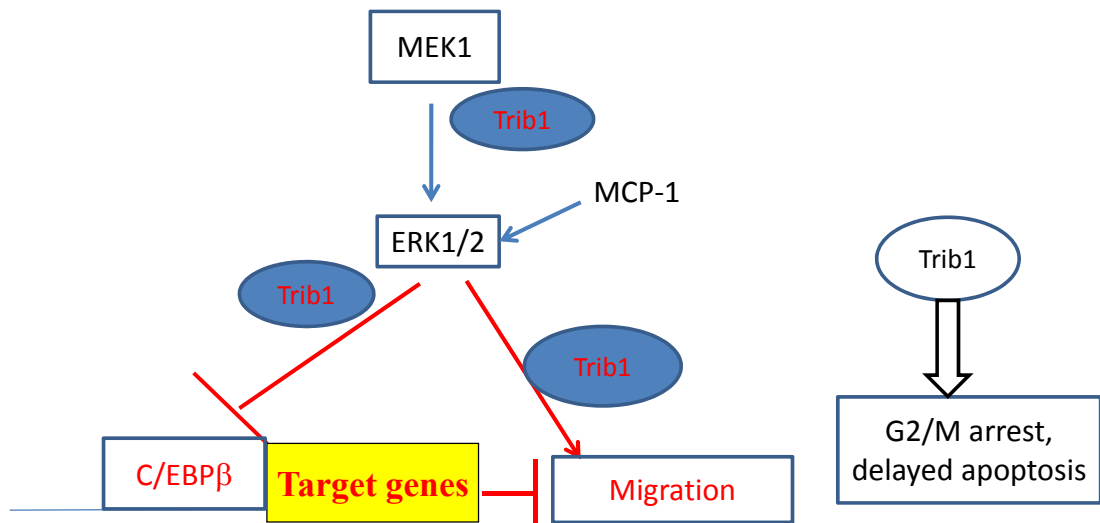 MEK1
Trib1
MCP-1
ERK1/2
Trib1
Trib1
Trib1
G2/M arrest,
delayed apoptosis
C/EBPβ
Target genes
Migration